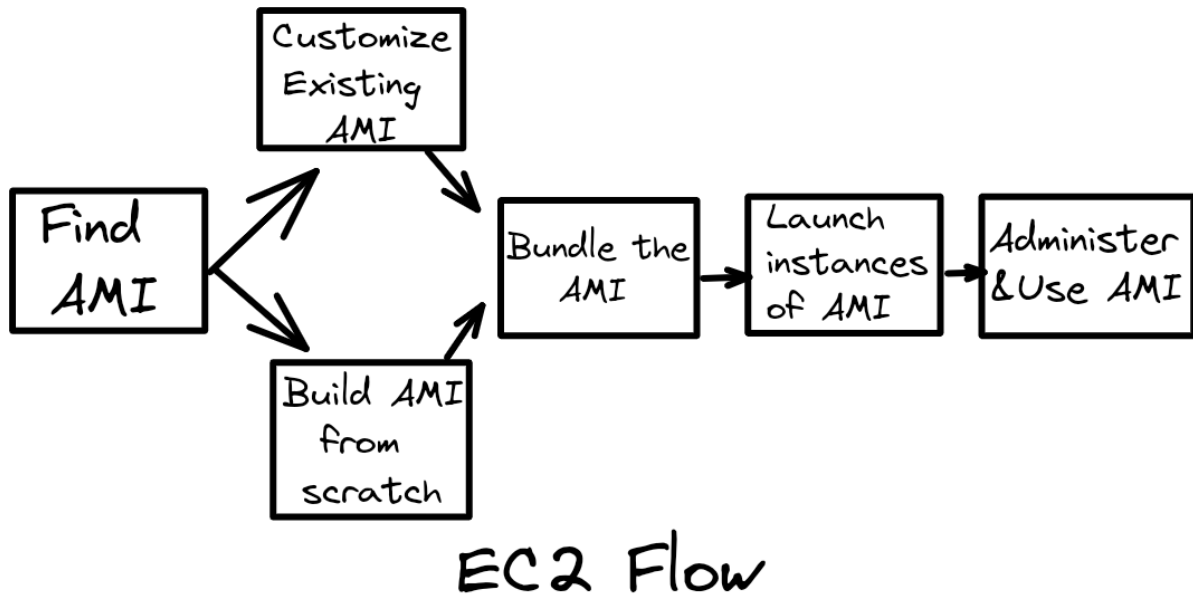 Customize
Existing
AMI
Find
AMI
Build AMI
from
scratch
Bundle the
AMI
Launch
instances
of AMI
Administer
&Use AMI
EC2 Flow